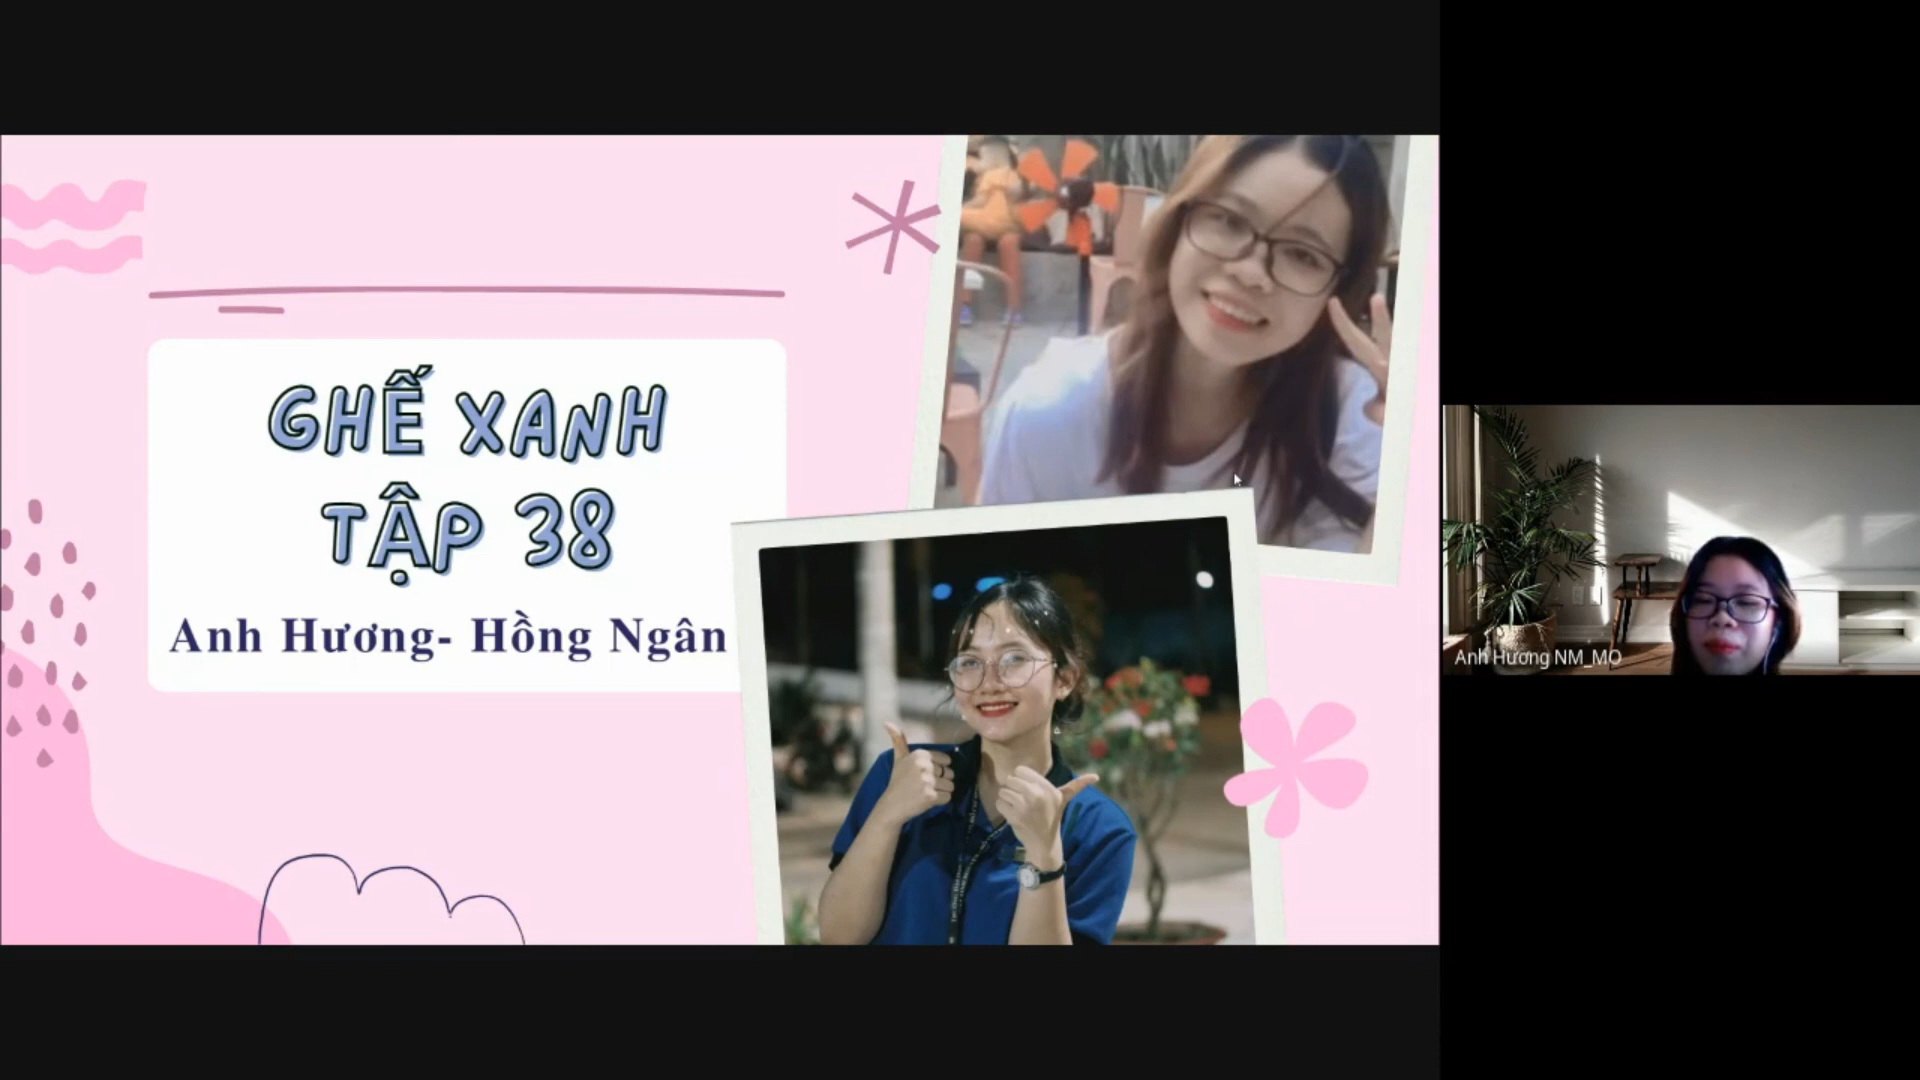 GHẾ XANH
TẬP 38
Anh Hương- Hồng Ngân
Anh Hương NM_MO